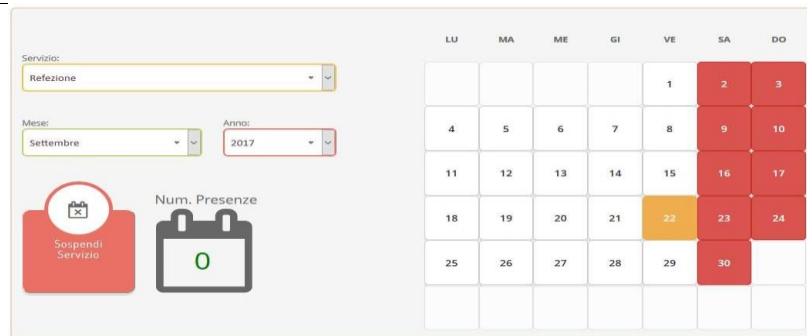 Servizio:
Refezione
Mese:
Anno:
Settembre
2017
Sospendi
Servizio
Num. Presenze
0
LU MA ME GI VE SA DO
1 2 3
4 5 6 7 8 9 10
11 12 13 14 15 16 17
18 19 20 21 22 23 24
25 26 27 28 29 30